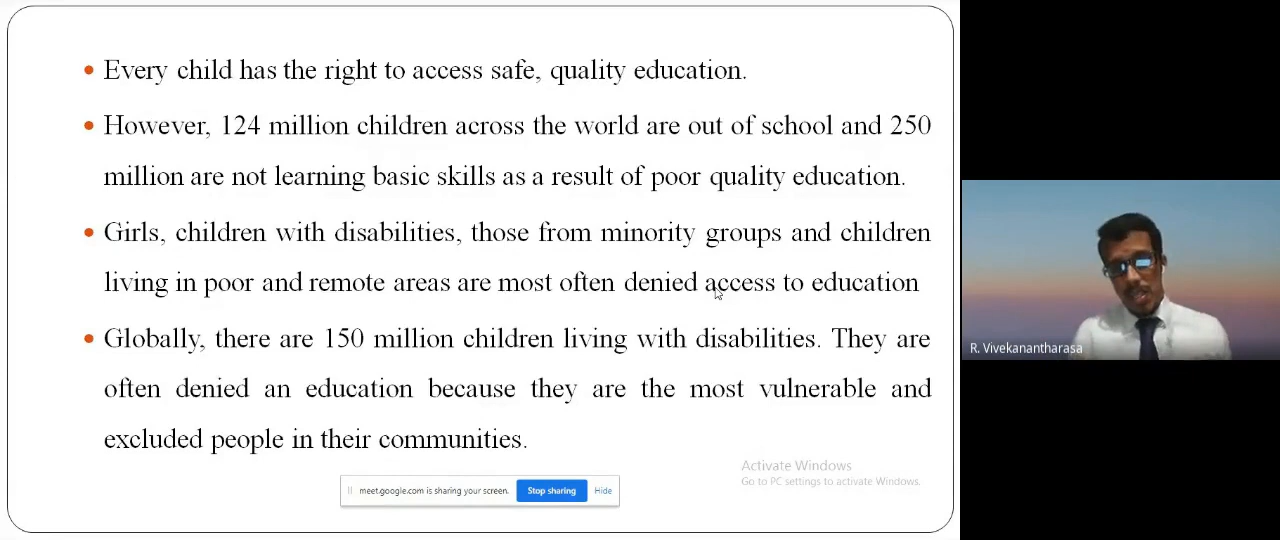 Every child has the right to access safe, quality education.
However, 124 million children across the world are out of school and 250
million are not learning basic skills as a result of poor quality education.
Girls, children with disabilities, those from minority groups and children
living in poor and remote areas are most often denied access to education
Globally, there are 150 million children living with disabilities. They are
often denied an education because they are the most vulnerable and
excluded people in their communities.
R. Vivekanantharasa
Activate Windows
Go to PC settings to activate Windows.
meet.google.com is sharing your screen. Stop sharing Hide